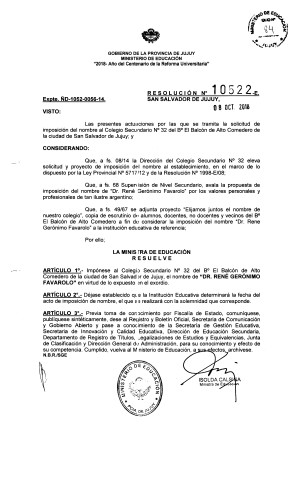 GOBIERNO DE LA PROVINCIA DE JUJUY
MINISTERIO DE EDUCACIÓN
"2018- Año del Centenario de la Reforma Universitaria"
84
RESOLUCIÓN Nº 10522-E
Expte. ÑD-1052-0056-14.
SAN SALVADOR DE JUJUY,
08 OCT 2018
VISTO:
Las presentes actuaciones por las que se tramita la solicitud de
imposición del nombre al Colegio Secundario Nº 32 del Bº El Balcón de Alto Comedero de
la ciudad de San Salvador de Jujuy; y
CONSIDERANDO:
Que, a fs. 08/14 la Dirección del Colegio Secundario Nº 32 eleva
solicitud y proyecto de imposición del nombre al establecimiento, en el marco de lo
dispuesto por la Ley Provincial Nº 5717/12 y de la Resolución Nº 1998-E/08;
Que, a fs. 68 Supervisión de Nivel Secundario, avala la propuesta de
imposición del nombre de "Dr. René Gerónimo favarolo" por los valores personales y
profesionales de tan ilustre argentino;
Que, a fs. 49/67 se adjunta proyecto "Elijamos juntos el nombre de
nuestro colegio", copia de escrutinio de alumnos, docentes, no docentes y vecinos del Bº
El Balcón de Alto Comedero a fin de considerar la imposición del nombre "Dr. Rene
Gerónimo Favarolo" a la institución educativa de referencia;
Por ello;
LA MINISTRA DE EDUCACIÓN
RESUELVE
ARTÍCULO 1º.- Impónese al Colegio Secundario Nº 32 del Bº El Balcón de Alto
Comedero de la ciudad de San Salvador de Jujuy, el nombre de "DR. RENÉ GERÓNIMO
FAVAROLO" en virtud de lo expuesto en el exordio.
ARTÍCULO 2º.- Déjese establecido que la Institución Educativa determinará la fecha del
acto de imposición de nombre, el que será realizará con la solemnidad que corresponde.
ARTÍCULO 3º.- Previa toma de conocimiento por Fiscalía de Estado, comuníquese,
publíquese sintéticamente, dese al Registro y Boletín Oficial, Secretaría de Comunicación y
Gobierno Abierto y pase a conocimiento de la Secretaría de Gestión Educativa,
Secretaría de Innovación y Calidad Educativa, Dirección de Educación Secundaria,
Departamento de Registro de Títulos, Legalizaciones de Estudios y Equivalencias, Junta
de Clasificación y Dirección General de Administración, para su conocimiento y efecto de
su competencia. Cumplido, vuelva al Ministerio de Educación, a sus efectos, archívese.
N.B.R./SGE
MINISTERIO DE EDUCACIÓN
ISOLDA CALSINA
Ministra de Educación